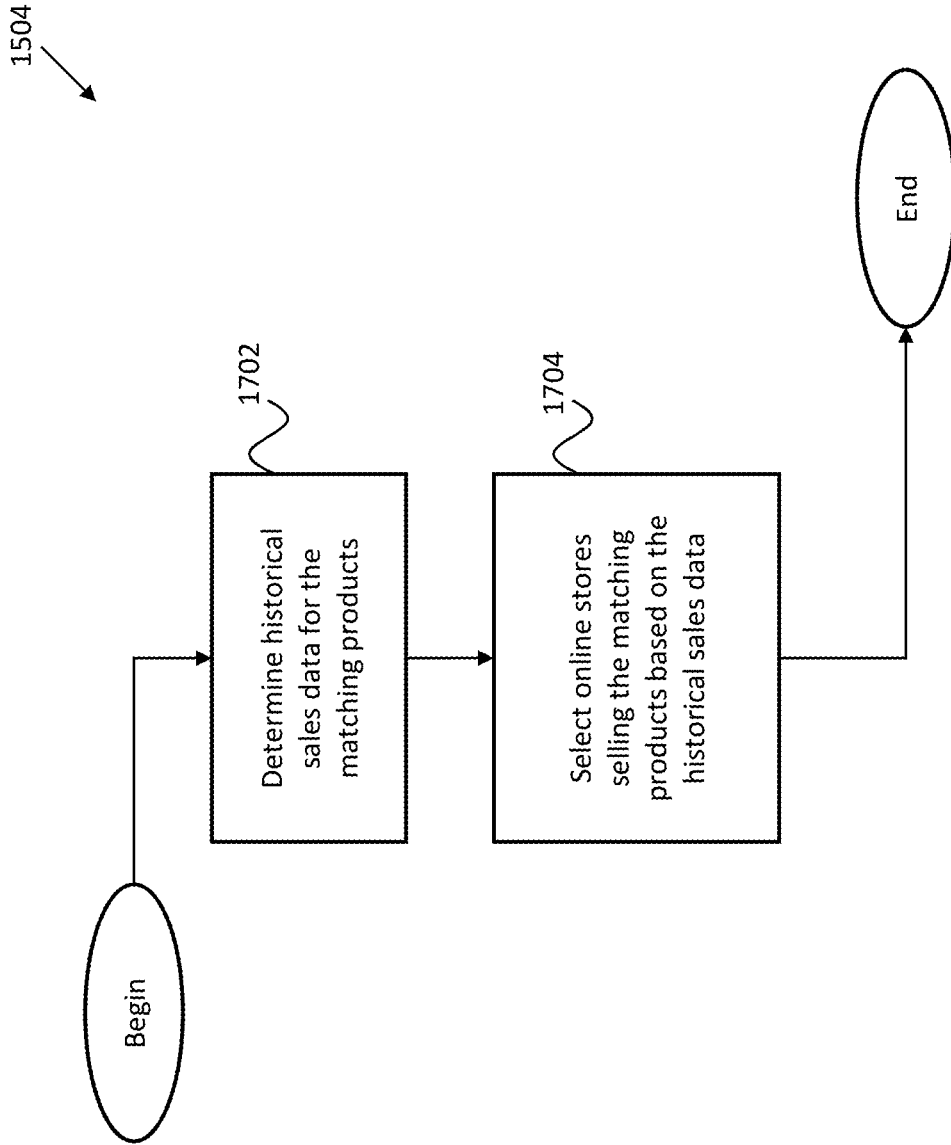 1504
Begin
1702
Determine historical
sales data for the
matching products
1704
Select online stores
selling the matching
products based on the
historical sales data
End